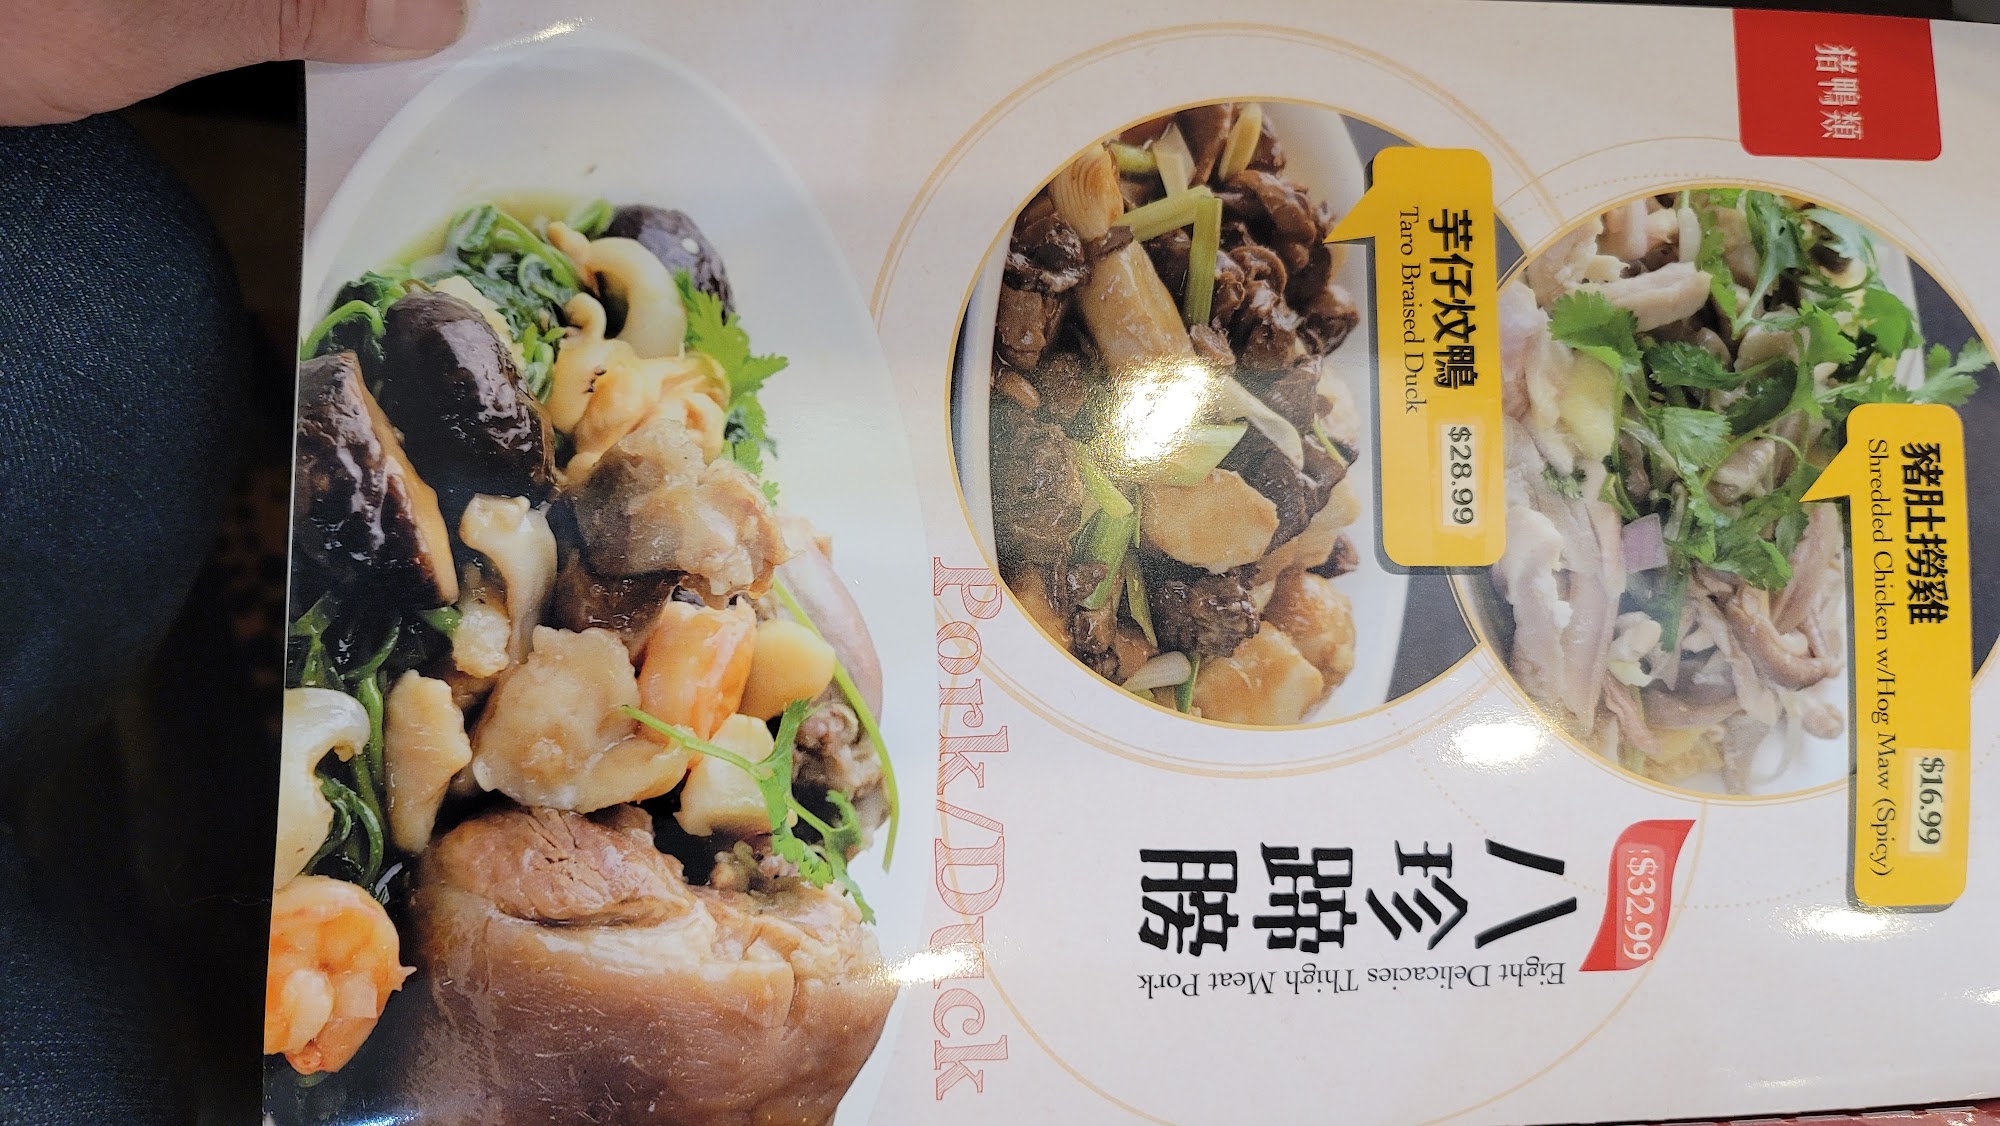 猪鴨類
豬肚撈雞
Shredded Chicken w/Hog Maw (Spicy)
$16.99
芋仔炆鴨
Taro Braised Duck
$28.99
$32.99
八珍蹄膀
Eight Delicacies Thigh Meat Pork
Pork/Duck